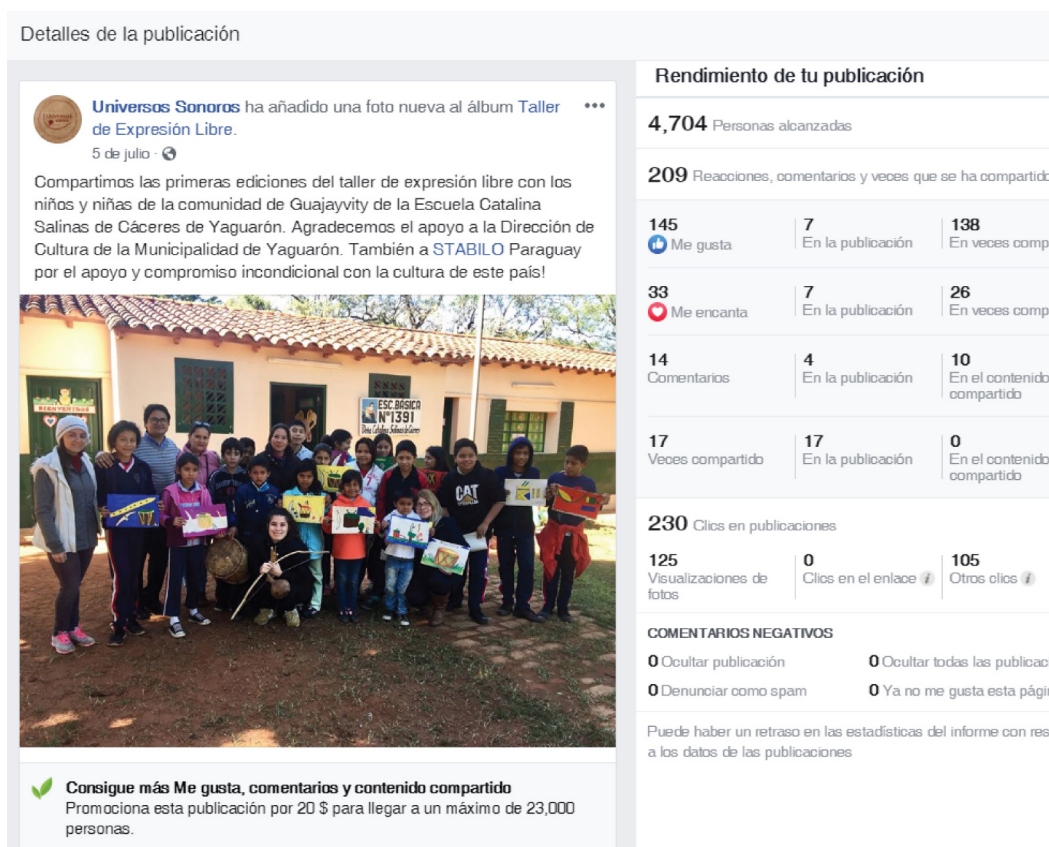 Detalles de la publicación
Universos Sonoros ha añadido una foto nueva al álbum Taller
de Expresión Libre.
5 de julio ·
Compartimos las primeras ediciones del taller de expresión libre con los
niños y niñas de la comunidad de Guajayvity de la Escuela Catalina
Salinas de Cáceres de Yaguarón. Agradecemos el apoyo a la Dirección de
Cultura de la Municipalidad de Yaguarón. También a STABILO Paraguay
por el apoyo y compromiso incondicional con la cultura de este país!
BIENVENIDOS
ESC. BÁSICA
N° 1391
CAT
Consigue más Me gusta, comentarios y contenido compartido
Promociona esta publicación por 20 $ para llegar a un máximo de 23,000
personas.
Rendimiento de tu publicación
4,704 Personas alcanzadas
209 Reacciones, comentarios y veces que se ha compartido
145 7 138
Me gusta En la publicación En veces comp
33 7 26
Me encanta En la publicación En veces comp
14 4 10
Comentarios En la publicación En el contenido
compartido
17 17 0
Veces compartido En la publicación En el contenido
compartido
230 Clics en publicaciones
125 0 105
Visualizaciones de Clics en el enlace i Otros clics i
fotos
COMENTARIOS NEGATIVOS
0 Ocultar publicación 0 Ocultar todas las publicac
0 Denunciar como spam 0 Ya no me gusta esta pági
Puede haber un retraso en las estadísticas del informe con res
a los datos de las publicaciones